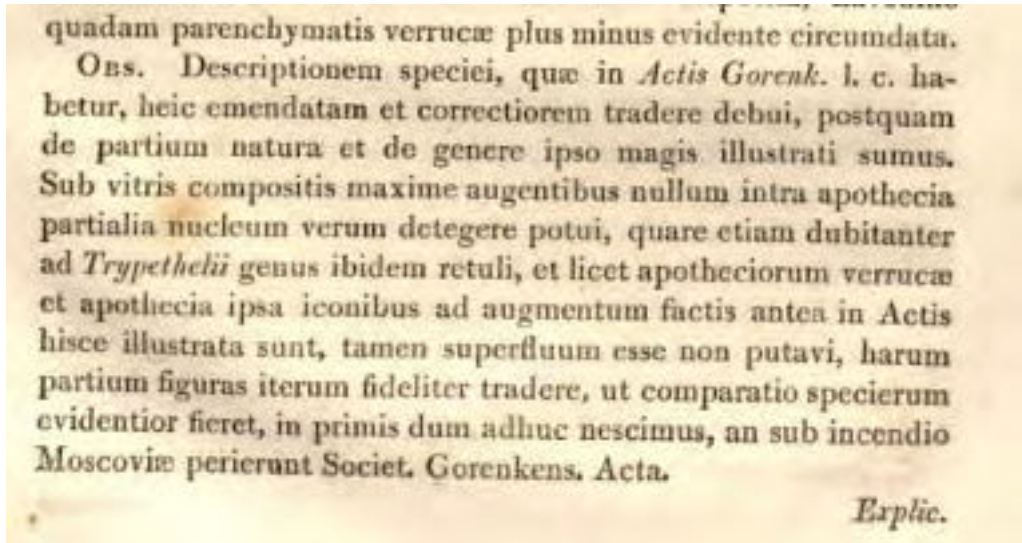 quadam parenchymatis verrucæ plus minus evidente circumdata.
Obs. Descriptionem speciei, quæ in Actis Gorenk. l. c. ha-
betur, heic emendatam et correctiorem tradere debui, postquam
de partium natura et de genere ipso magis illustrati sumus.
Sub vitris compositis maxime augentibus nullum intra apothecia
partialia nucleum verum detegere potui, quare etiam dubitanter
ad Trypethelii genus ibidem retuli, et licet apotheciorum verrucæ
et apothecia ipsa iconibus ad augmentum factis antea in Actis
hisce illustrata sunt, tamen superfluum esse non putavi, harum
partium figuras iterum fideliter tradere, ut comparatio specierum
evidentior fieret, in primis dum adhuc nescimus, an sub incendio
Moscoviæ perierunt Societ. Gorenkens. Acta.
Explic.